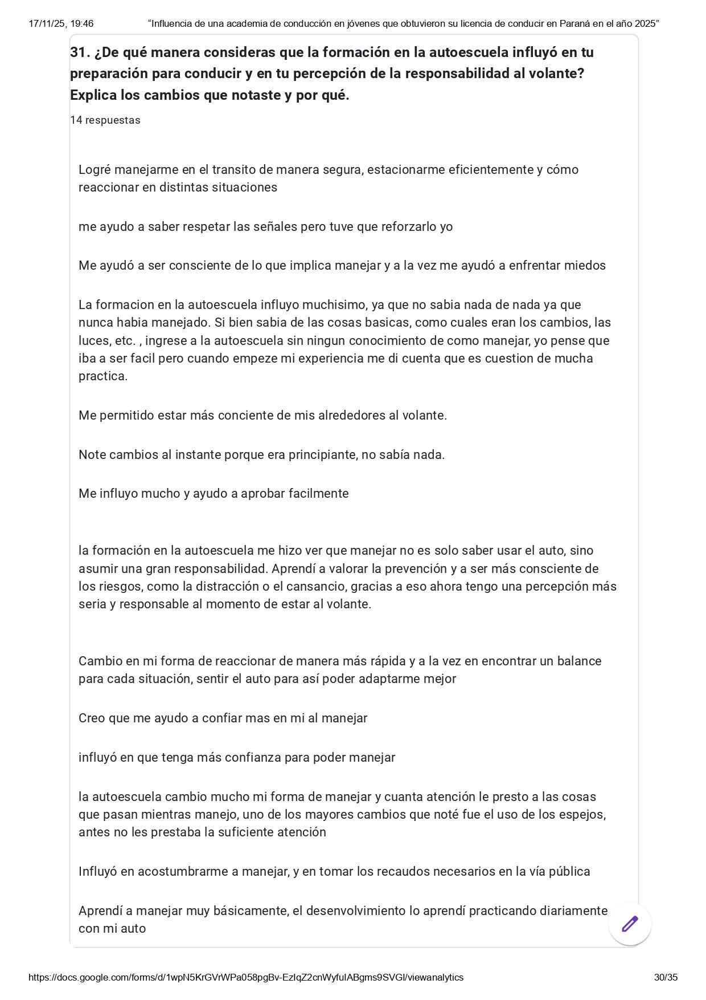 17/11/25, 19:46
“Influencia de una academia de conducción en jóvenes que obtuvieron su licencia de conducir en Paraná en el año 2025”
31. ¿De qué manera consideras que la formación en la autoescuela influyó en tu
preparación para conducir y en tu percepción de la responsabilidad al volante?
Explica los cambios que notaste y por qué.
14 respuestas
Logré manejarme en el transito de manera segura, estacionarme eficientemente y cómo
reaccionar en distintas situaciones
me ayudo a saber respetar las señales pero tuve que reforzarlo yo
Me ayudó a ser consciente de lo que implica manejar y a la vez me ayudó a enfrentar miedos
La formacion en la autoescuela influyo muchisimo, ya que no sabia nada de nada ya que
nunca habia manejado. Si bien sabia de las cosas basicas, como cuales eran los cambios, las
luces, etc. , ingrese a la autoescuela sin ningun conocimiento de como manejar, yo pense que
iba a ser facil pero cuando empeze mi experiencia me di cuenta que es cuestion de mucha
practica.
Me permitido estar más conciente de mis alrededores al volante.
Note cambios al instante porque era principiante, no sabía nada.
Me influyo mucho y ayudo a aprobar facilmente
la formación en la autoescuela me hizo ver que manejar no es solo saber usar el auto, sino
asumir una gran responsabilidad. Aprendí a valorar la prevención y a ser más consciente de
los riesgos, como la distracción o el cansancio, gracias a eso ahora tengo una percepción más
seria y responsable al momento de estar al volante.
Cambio en mi forma de reaccionar de manera más rápida y a la vez en encontrar un balance
para cada situación, sentir el auto para así poder adaptarme mejor
Creo que me ayudo a confiar mas en mi al manejar
influyó en que tenga más confianza para poder manejar
la autoescuela cambio mucho mi forma de manejar y cuanta atención le presto a las cosas
que pasan mientras manejo, uno de los mayores cambios que noté fue el uso de los espejos,
antes no les prestaba la suficiente atención
Influyó en acostumbrarme a manejar, y en tomar los recaudos necesarios en la vía pública
Aprendí a manejar muy básicamente, el desenvolvimiento lo aprendí practicando diariamente
con mi auto
https://docs.google.com/forms/d/1wpN5KrGVrWPa058pgBv-EzIqZ2cnWyfuIABgms9SVGI/viewanalytics
30/35